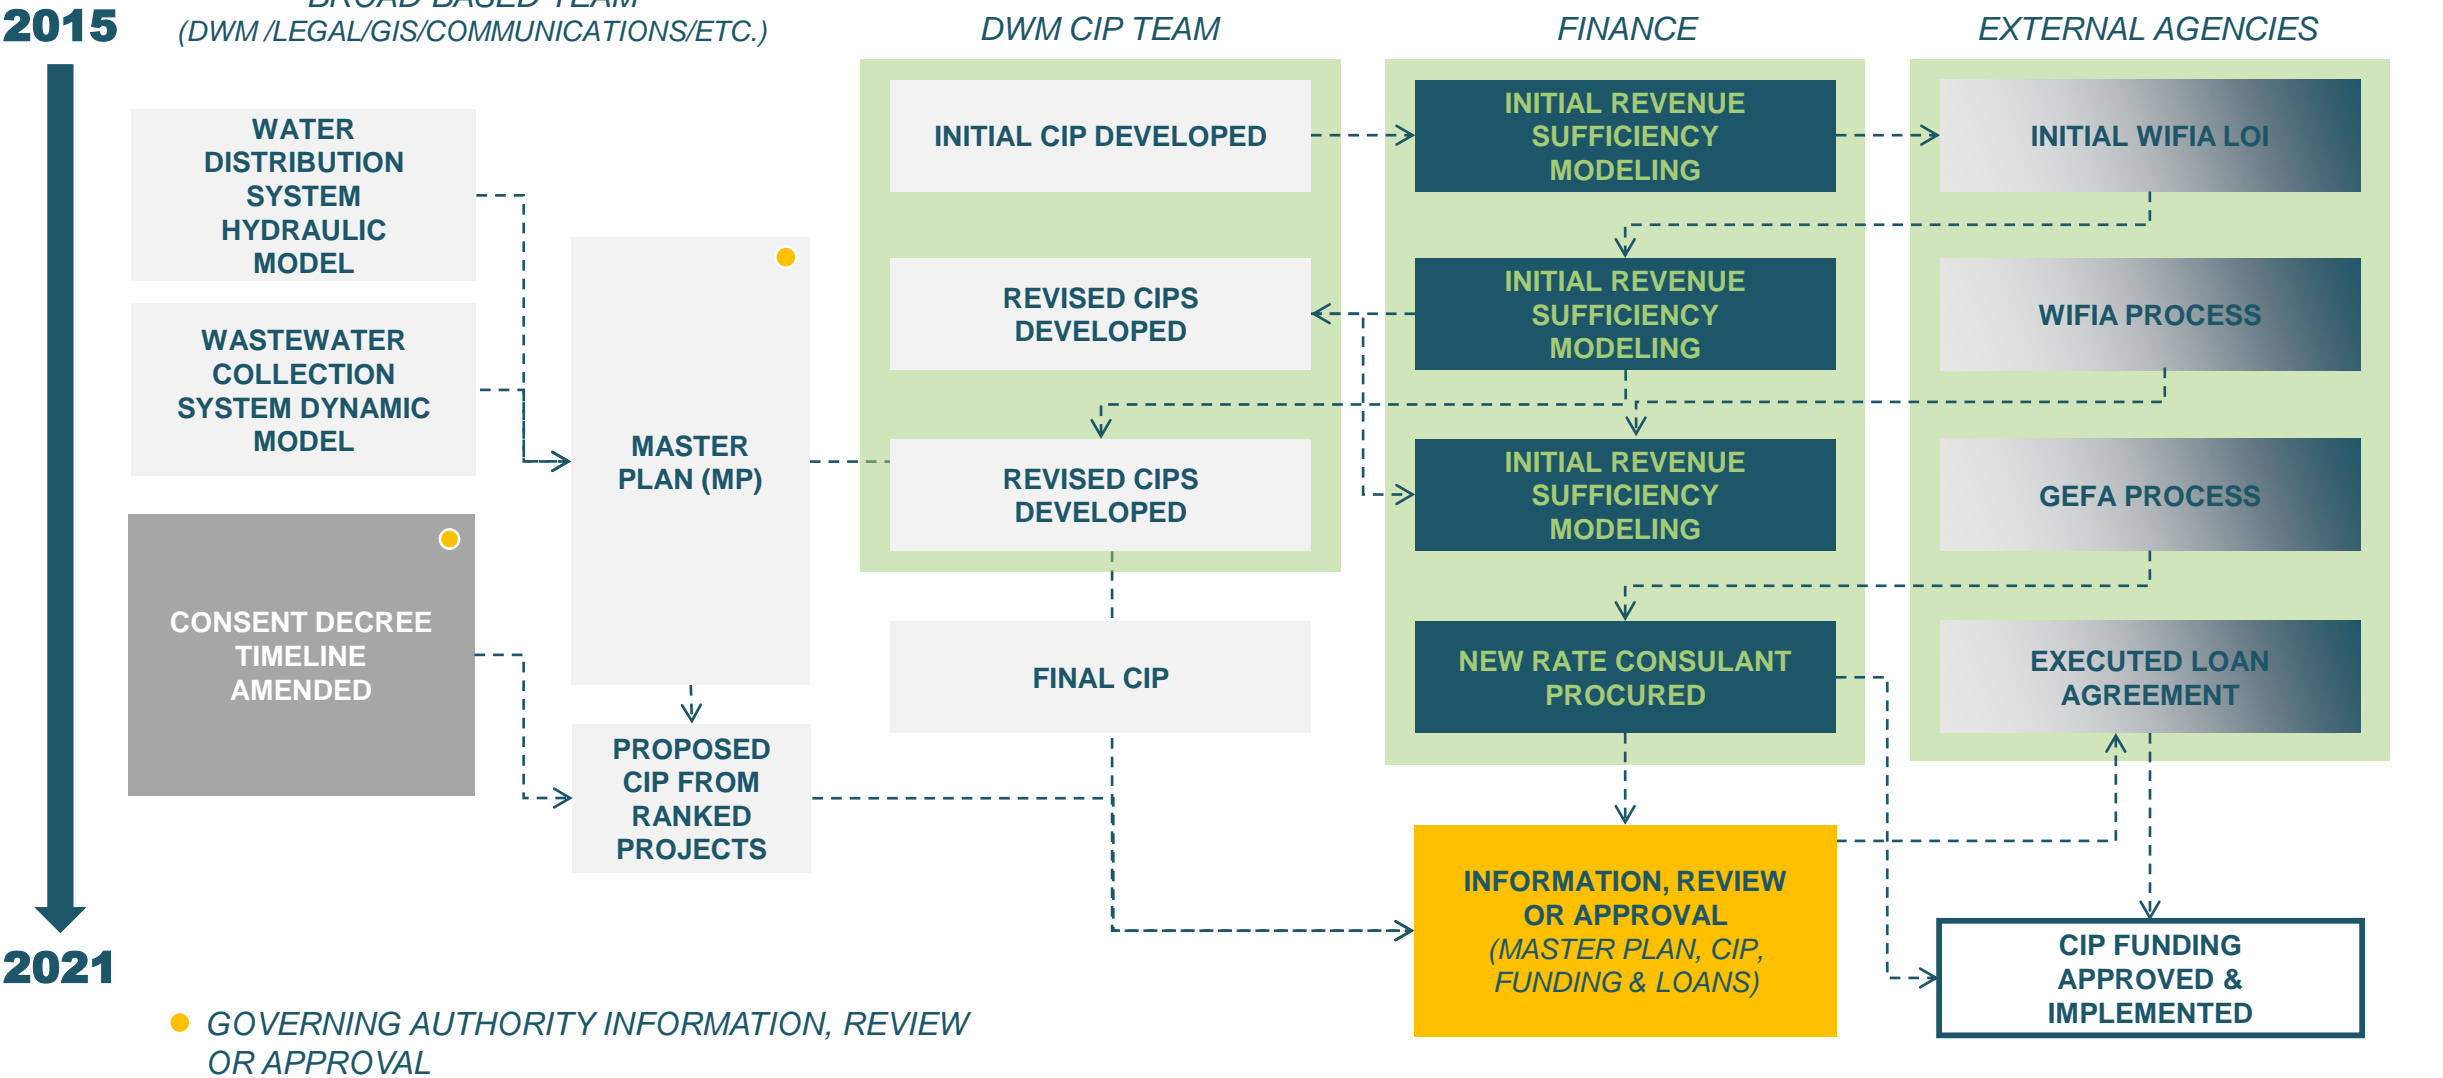 2015
BROAD-BASED TEAM
(DWM /LEGAL/GIS/COMMUNICATIONS/ETC.)
DWM CIP TEAM
FINANCE
EXTERNAL AGENCIES
WATER
DISTRIBUTION
SYSTEM
HYDRAULIC
MODEL
WASTEWATER
COLLECTION
SYSTEM DYNAMIC
MODEL
CONSENT DECREE
TIMELINE
AMENDED
MASTER
PLAN (MP)
PROPOSED
CIP FROM
RANKED
PROJECTS
INITIAL CIP DEVELOPED
REVISED CIPS
DEVELOPED
REVISED CIPS
DEVELOPED
FINAL CIP
INITIAL REVENUE
SUFFICIENCY
MODELING
INITIAL REVENUE
SUFFICIENCY
MODELING
INITIAL REVENUE
SUFFICIENCY
MODELING
NEW RATE CONSULANT
PROCURED
INFORMATION, REVIEW
OR APPROVAL
(MASTER PLAN, CIP,
FUNDING & LOANS)
INITIAL WIFIA LOI
WIFIA PROCESS
GEFA PROCESS
EXECUTED LOAN
AGREEMENT
CIP FUNDING
APPROVED &
IMPLEMENTED
2021
GOVERNING AUTHORITY INFORMATION, REVIEW
OR APPROVAL